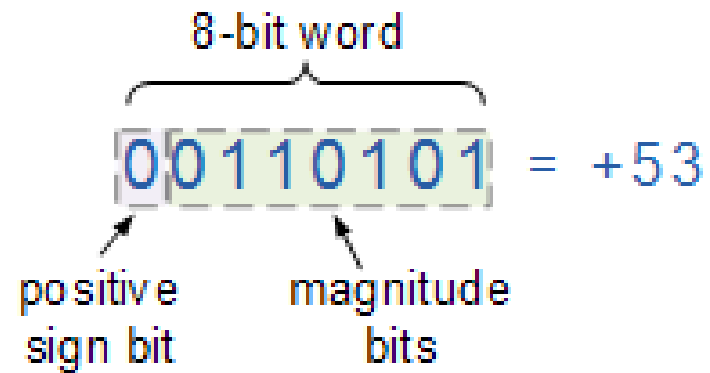 8-bit word
00110101 = +53
positive
sign bit
magnitude
bits